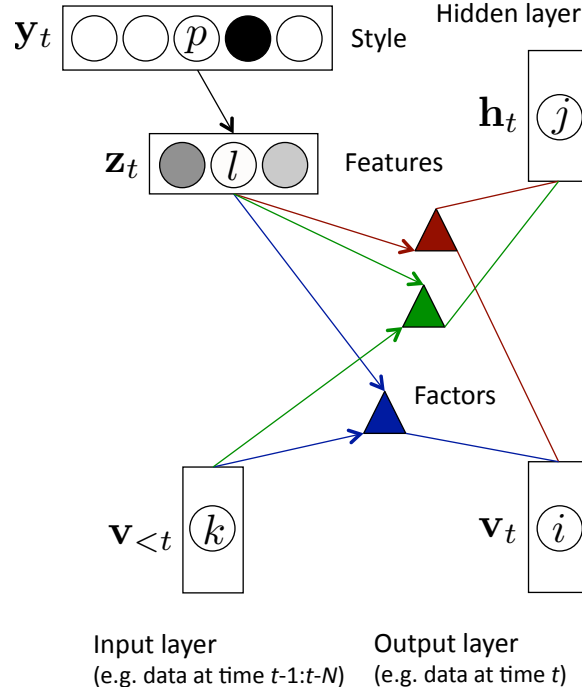 Hidden layer
y_t
p
Style
h_t
j
z_t
l
Features
Factors
v_{<t}
k
v_t
i
Input layer
Output layer
(e.g. data at time t-1:t-N)
(e.g. data at time t)